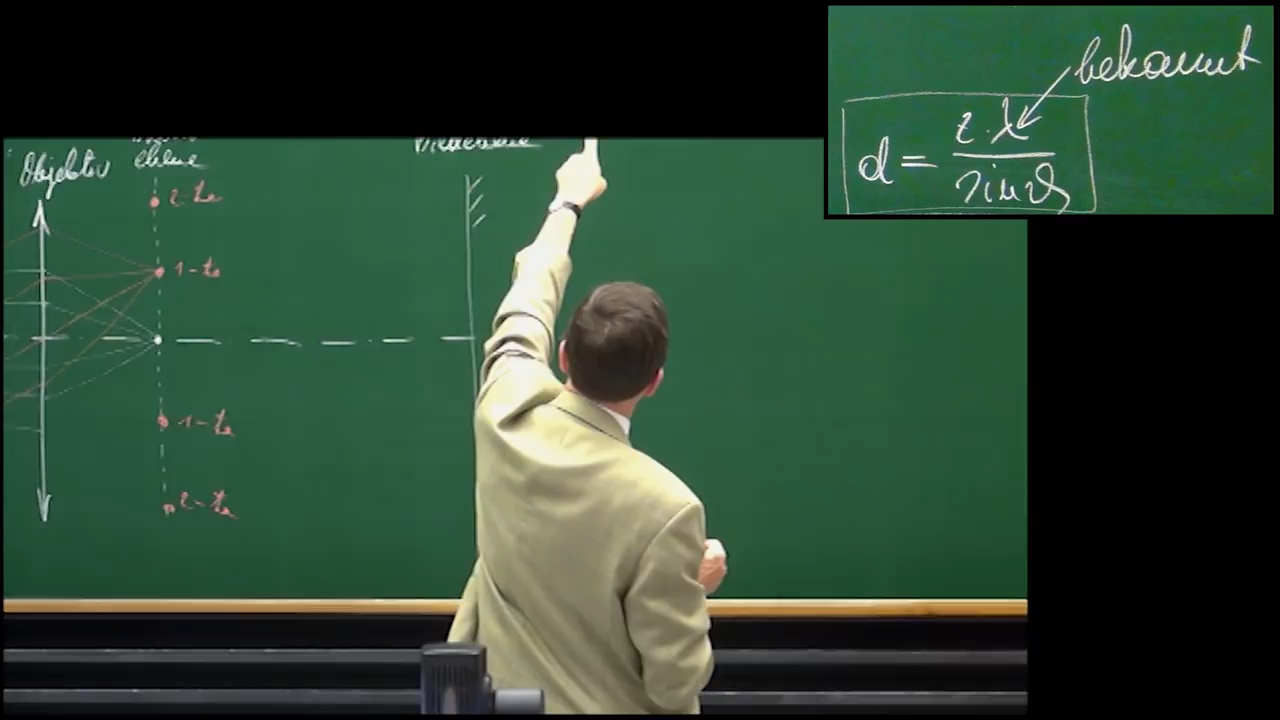 bekannt
d = z·λ / sin ϑ
Objektiv
ebene
2-te
1-te
1-te
2-te